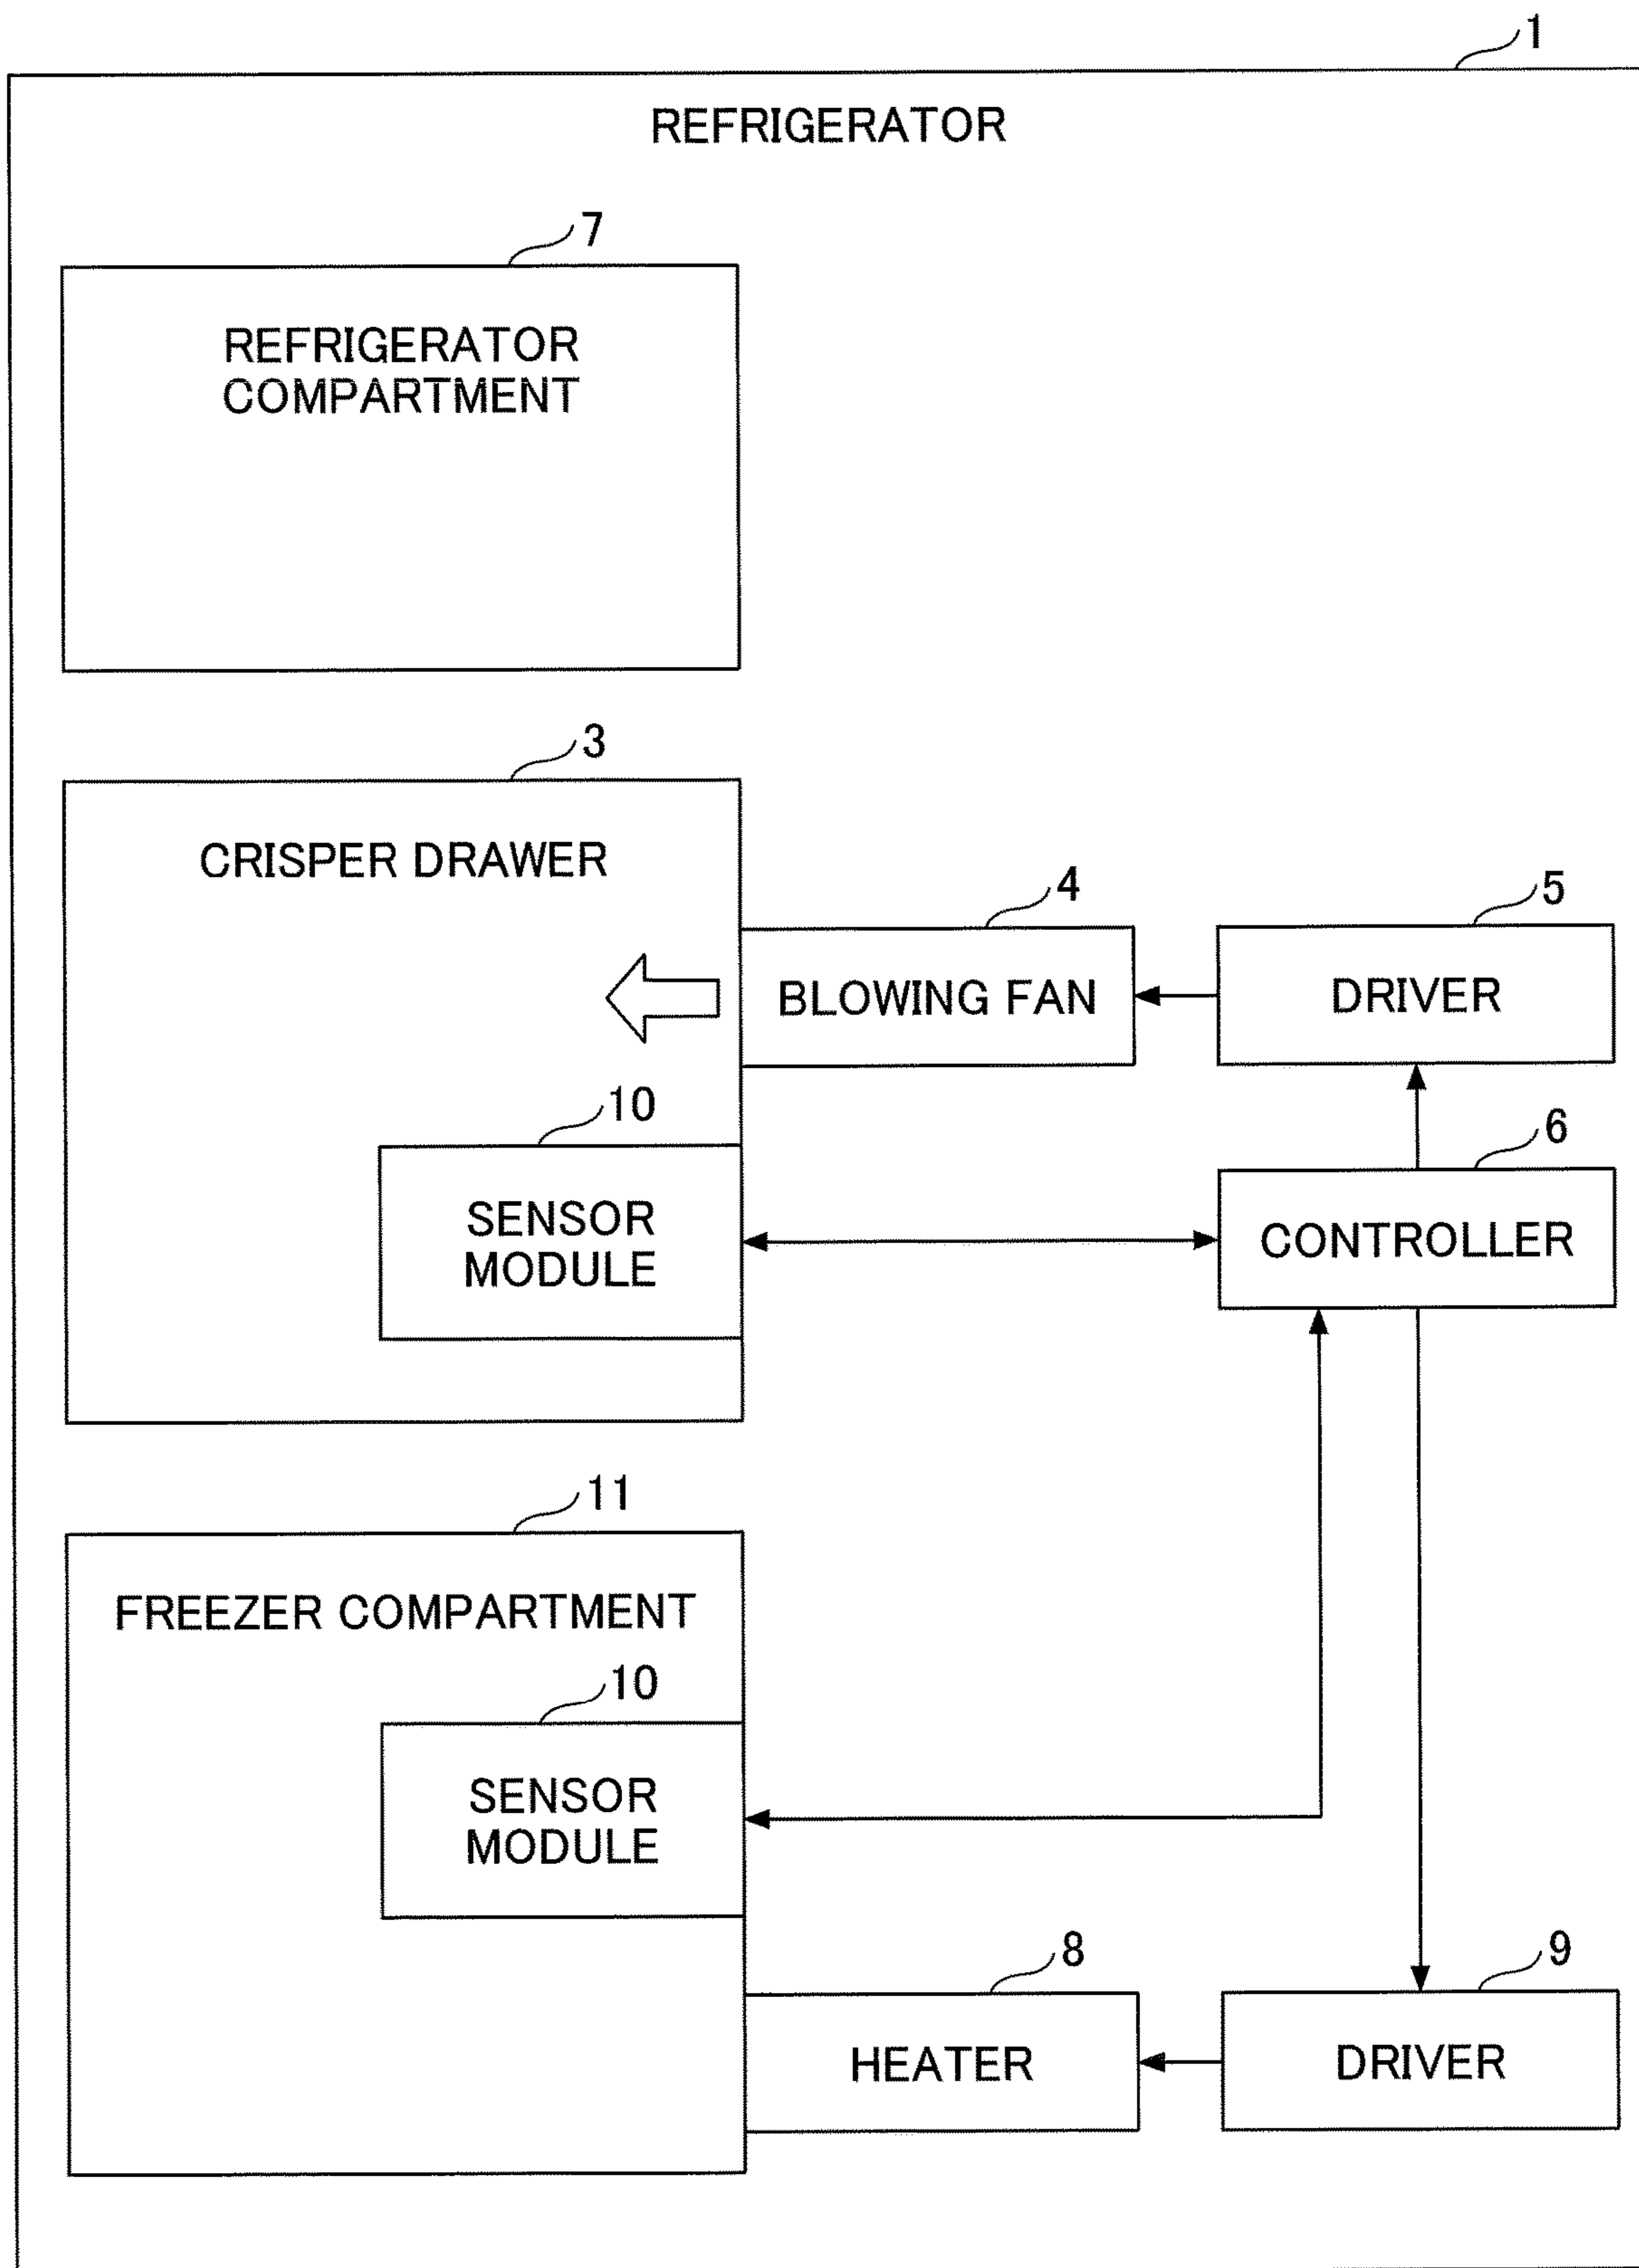 1
REFRIGERATOR
7
REFRIGERATOR
COMPARTMENT
3
CRISPER DRAWER
4
BLOWING FAN
5
DRIVER
10
SENSOR
MODULE
6
CONTROLLER
11
FREEZER COMPARTMENT
10
SENSOR
MODULE
8
HEATER
9
DRIVER